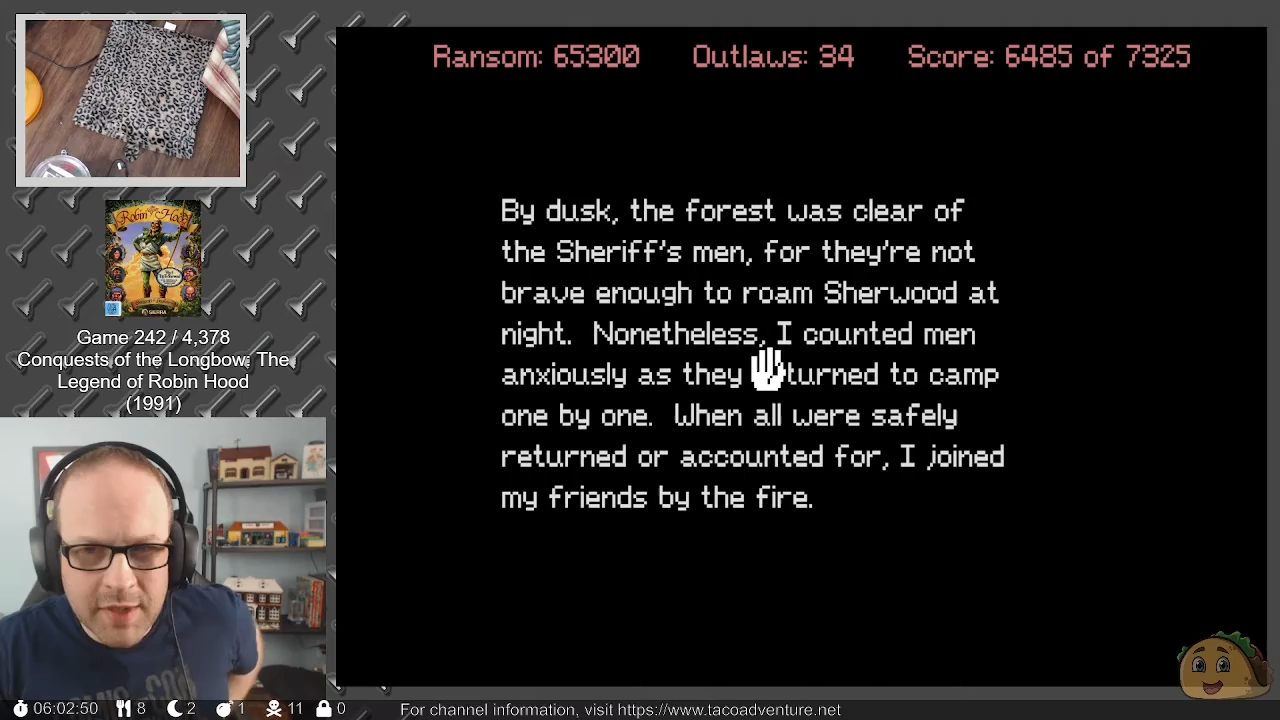 Ransom: 65300 Outlaws: 34 Score: 6485 of 7325
By dusk, the forest was clear of
the Sheriff's men, for they're not
brave enough to roam Sherwood at
night. Nonetheless, I counted men
anxiously as they turned to camp
one by one. When all were safely
returned or accounted for, I joined
my friends by the fire.
Robin Hood
SIERRA
Game 242 / 4,378
Conquests of the Longbow: The
Legend of Robin Hood
(1991)
06:02:50 8 2 1 11 0
For channel information, visit https://www.tacoadventure.net